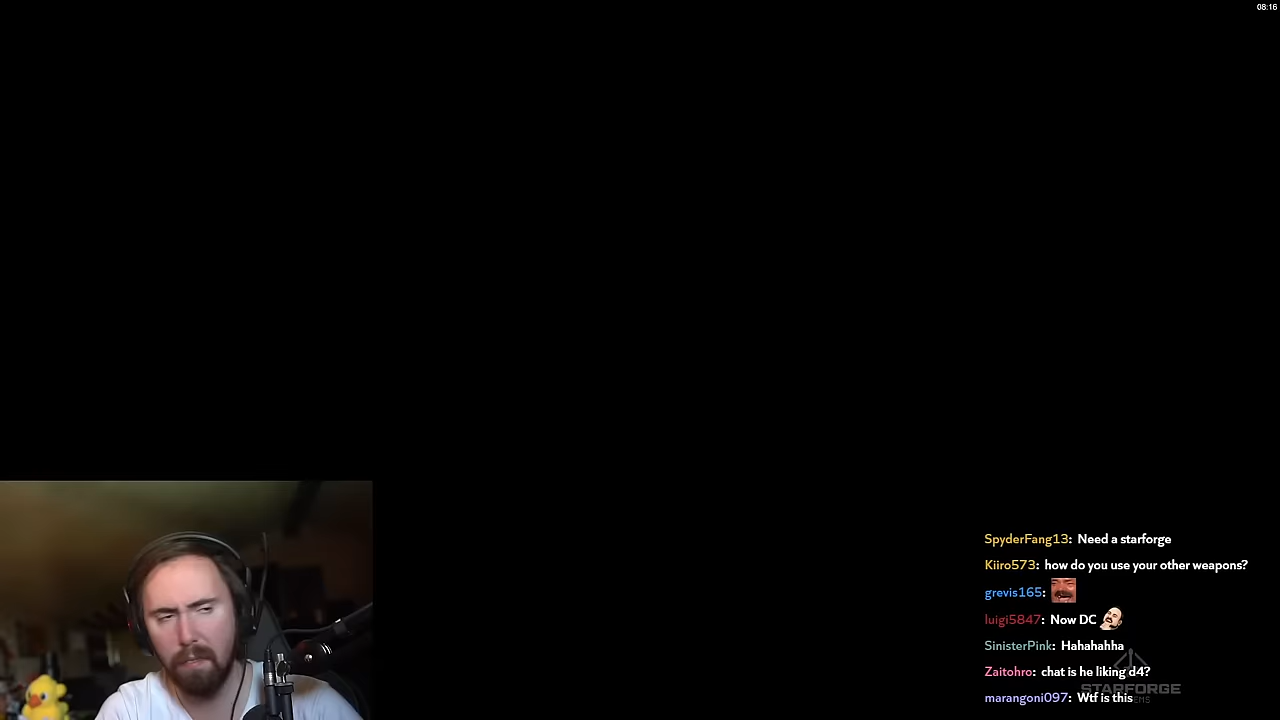 08:16
SpyderFang13: Need a starforge
Kiiro573: how do you use your other weapons?
grevis165:
luigi5847: Now DC
SinisterPink: Hahahahha
Zaitohro: chat is he liking d4?
STARFORGE
marangoni097: Wtf is this